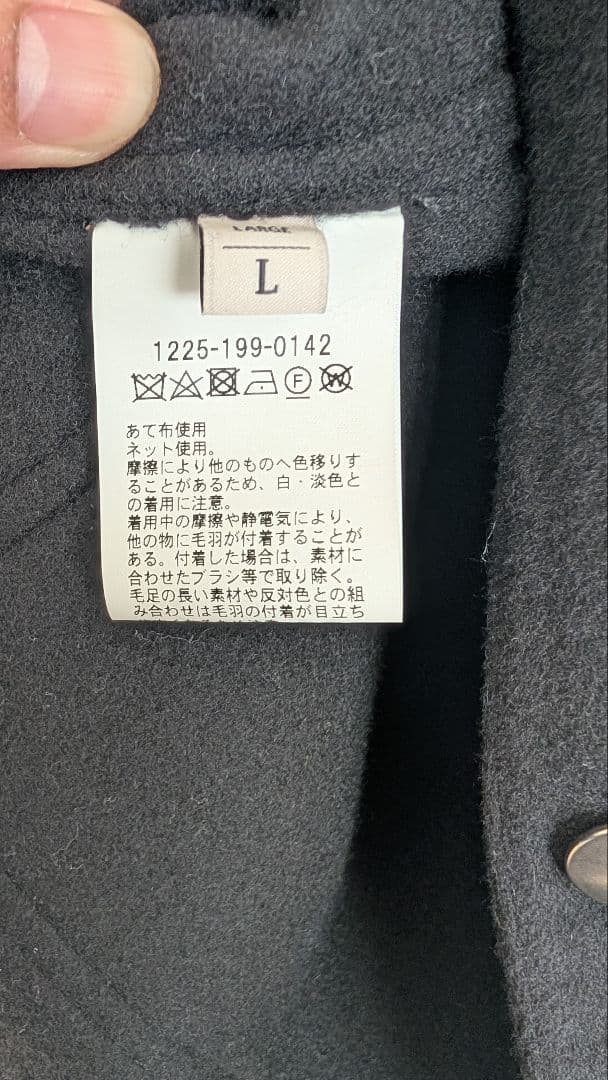 LARGE
L
1225-199-0142
F
W
あて布使用
ネット使用。
摩擦により他のものへ色移りす
ることがあるため、白・淡色と
の着用に注意。
着用中の摩擦や静電気により、
他の物に毛羽が付着することが
ある。付着した場合は、素材に
合わせたブラシ等で取り除く。
毛足の長い素材や反対色との組
み合わせは毛羽の付着が目立ち